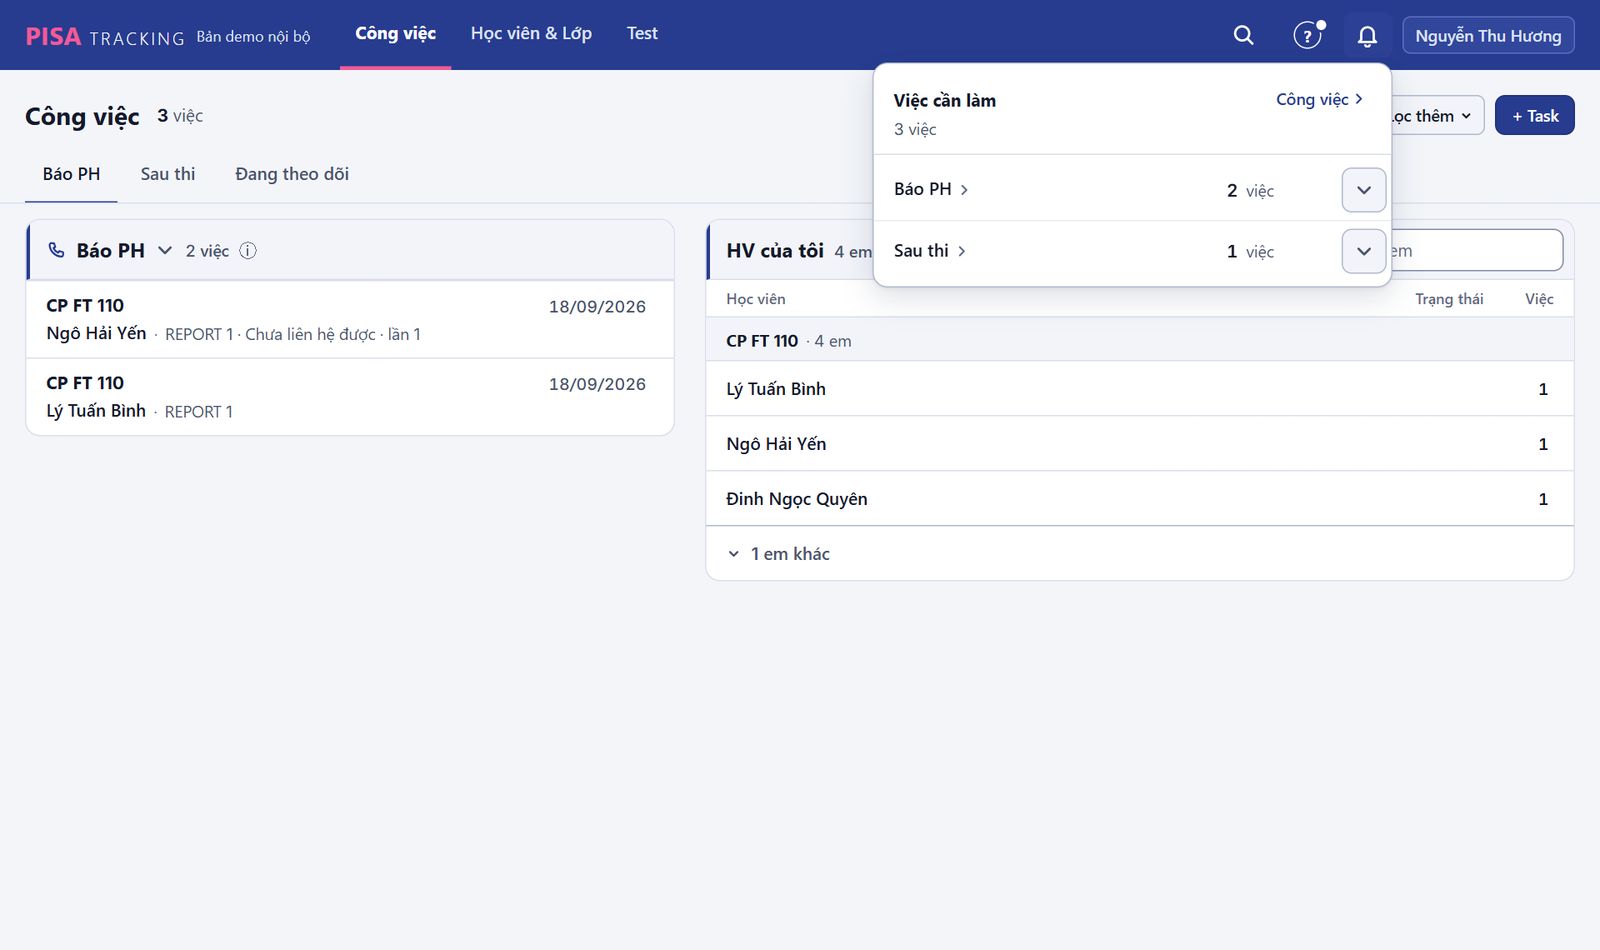 PISA TRACKING Bản demo nội bộ Công việc Học viên & Lớp Test ? Nguyễn Thu Hương
Công việc 3 việc
thêm + Task
Báo PH Sau thi Đang theo dõi
Việc cần làm Công việc
3 việc
Báo PH 2 việc
Sau thi 1 việc
Báo PH 2 việc
CP FT 110 18/09/2026
Ngô Hải Yến · REPORT 1 · Chưa liên hệ được · lần 1
CP FT 110 18/09/2026
Lý Tuấn Bình · REPORT 1
HV của tôi 4 em em
Học viên Trạng thái Việc
CP FT 110 · 4 em
Lý Tuấn Bình 1
Ngô Hải Yến 1
Đinh Ngọc Quyên 1
1 em khác